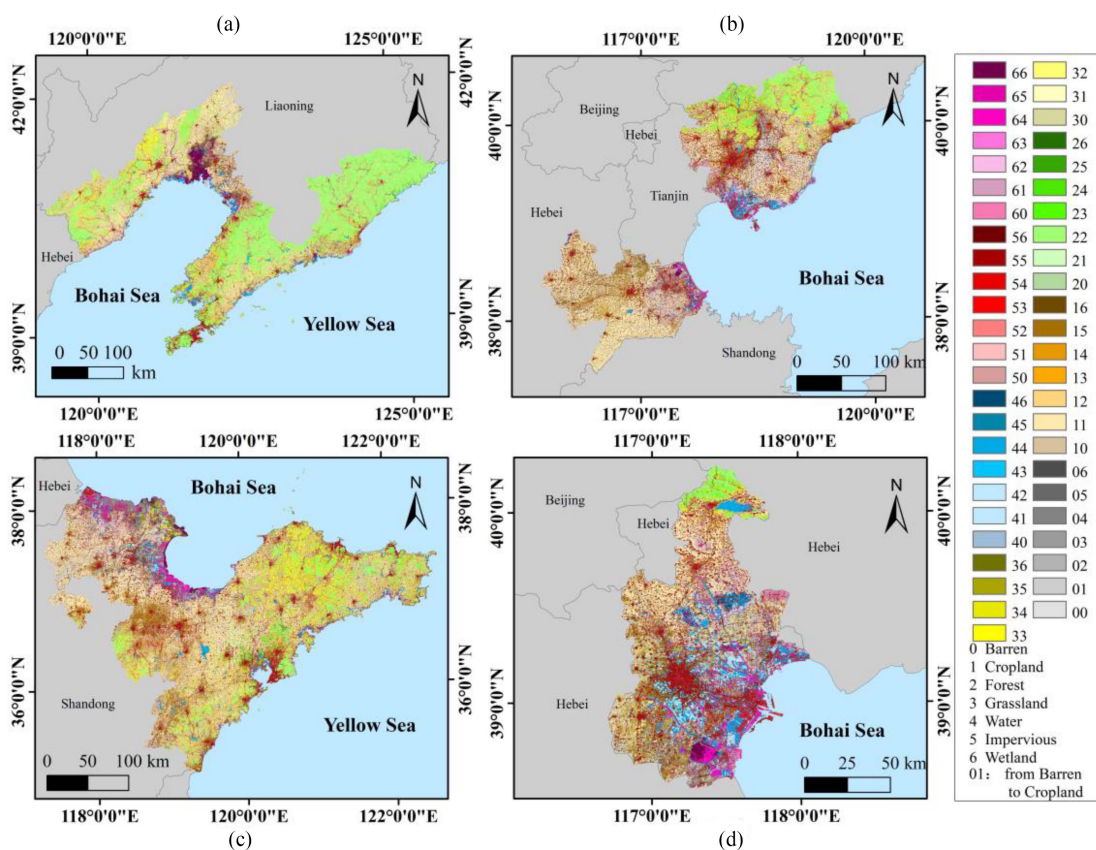 (a)
120°0'0"E 125°0'0"E
42°0'0"N 42°0'0"N
N
Liaoning
Hebei
Bohai Sea
Yellow Sea
39°0'0"N 39°0'0"N
0 50 100
km
120°0'0"E 125°0'0"E
(b)
117°0'0"E 120°0'0"E
N
Beijing
Hebei
40°0'0"N 40°0'0"N
Tianjin
Hebei
Bohai Sea
38°0'0"N 38°0'0"N
Shandong
0 50 100 km
117°0'0"E 120°0'0"E
118°0'0"E 120°0'0"E 122°0'0"E
Hebei
Bohai Sea
N
38°0'0"N 38°0'0"N
36°0'0"N 36°0'0"N
Shandong
Yellow Sea
0 50 100 km
118°0'0"E 120°0'0"E 122°0'0"E
(c)
117°0'0"E 118°0'0"E
N
Beijing
40°0'0"N 40°0'0"N
Hebei
Hebei
39°0'0"N 39°0'0"N
Hebei
Bohai Sea
0 25 50 km
117°0'0"E 118°0'0"E
(d)
66 32
65 31
64 30
63 26
62 25
61 24
60 23
56 22
55 21
54 20
53 16
52 15
51 14
50 13
46 12
45 11
44 10
43 06
42 05
41 04
40 03
36 02
35 01
34 00
33
0 Barren
1 Cropland
2 Forest
3 Grassland
4 Water
5 Impervious
6 Wetland
01： from Barren
to Cropland